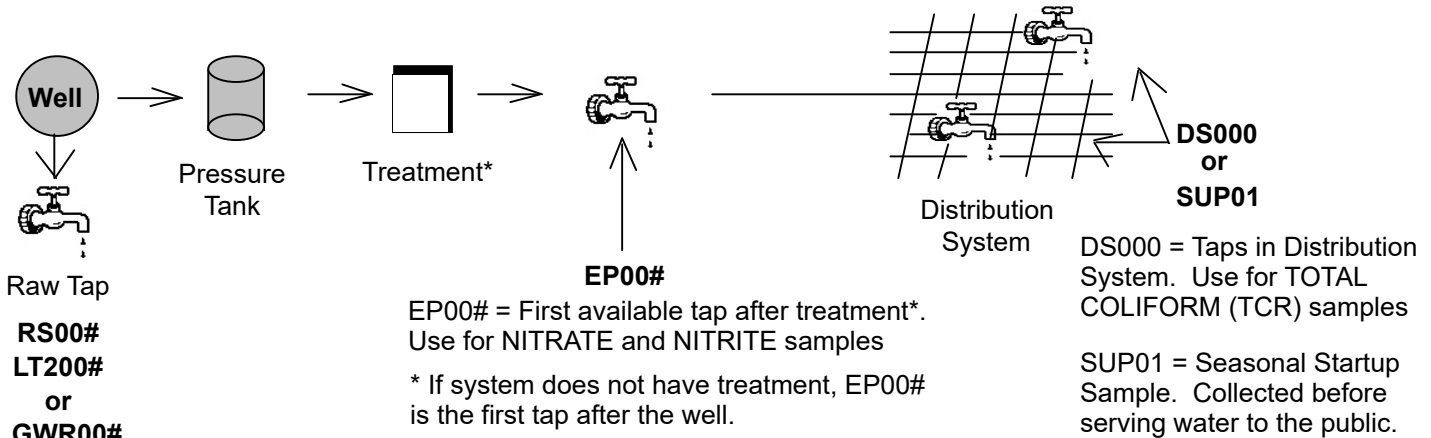 Well
Pressure
Tank
Treatment*
Raw Tap
RS00#
LT200#
or
GWR00#
EP00#
EP00# = First available tap after treatment*.
Use for NITRATE and NITRITE samples
* If system does not have treatment, EP00#
is the first tap after the well.
Distribution
System
DS000
or
SUP01
DS000 = Taps in Distribution
System. Use for TOTAL
COLIFORM (TCR) samples
SUP01 = Seasonal Startup
Sample. Collected before
serving water to the public.